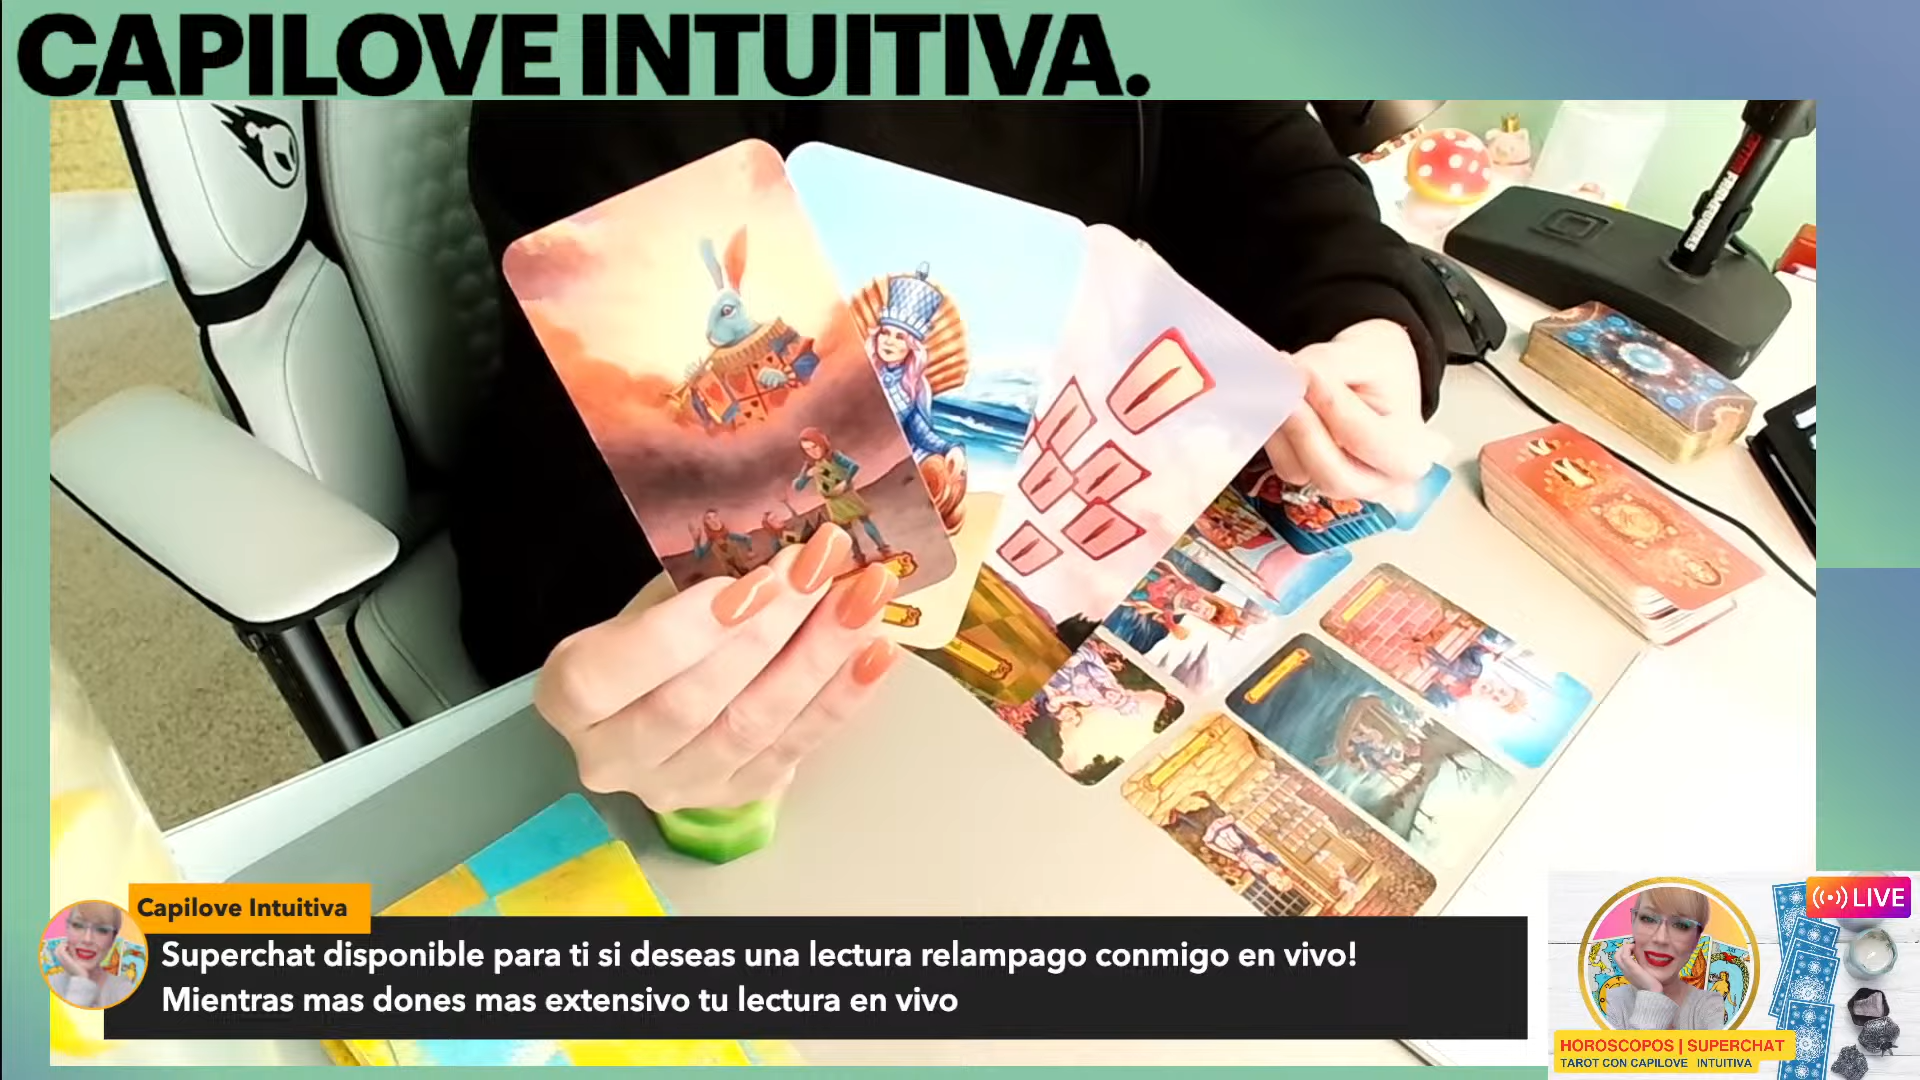 CAPILOVE INTUITIVA.
Capilove Intuitiva
Superchat disponible para ti si deseas una lectura relampago conmigo en vivo!
Mientras mas dones mas extensivo tu lectura en vivo
LIVE
HOROSCOPOS | SUPERCHAT
TAROT CON CAPILOVE INTUITIVA